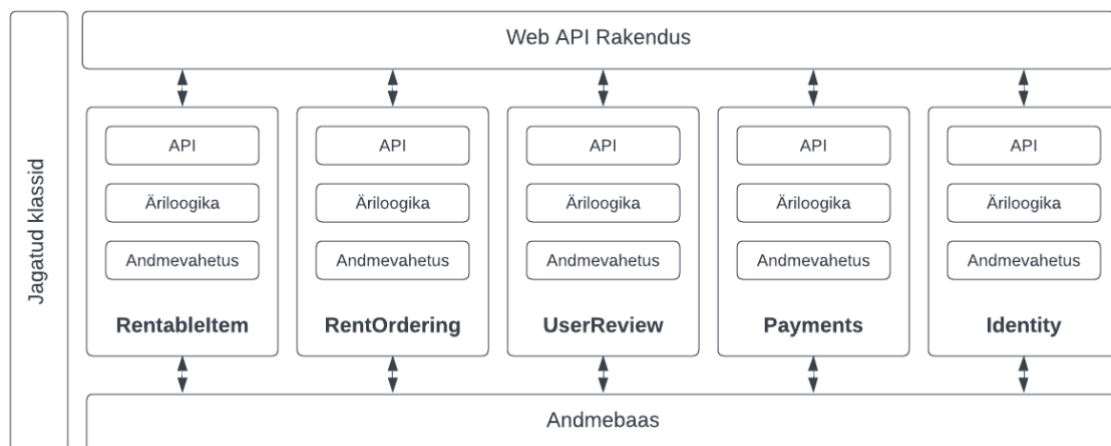 Jagatud klassid
Web API Rakendus
API
Äriloogika
Andmevahetus
RentableItem
API
Äriloogika
Andmevahetus
RentOrdering
API
Äriloogika
Andmevahetus
UserReview
API
Äriloogika
Andmevahetus
Payments
API
Äriloogika
Andmevahetus
Identity
Andmebaas